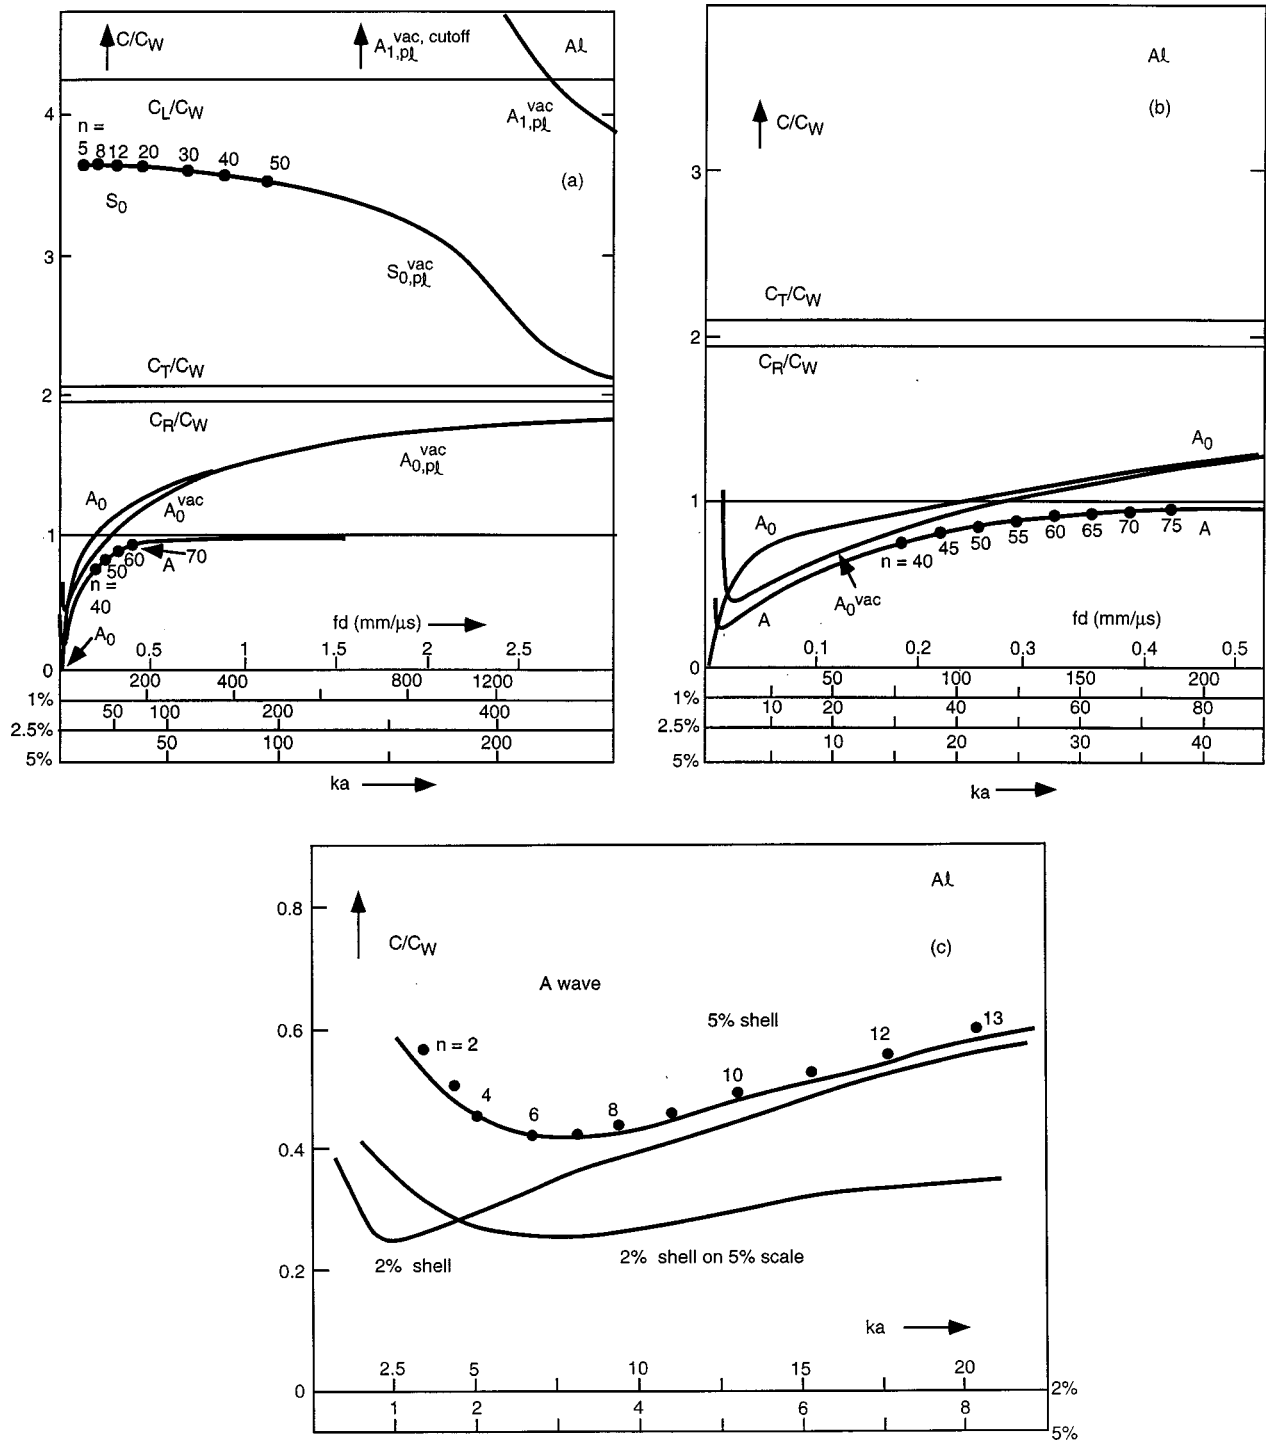 C/C_W
A_1,pℓ^vac, cutoff
Aℓ
C_L/C_W
A_1,pℓ^vac
n =
5 8 12 20 30 40 50
(a)
S_0
S_0,pℓ^vac
C_T/C_W
C_R/C_W
A_0,pℓ^vac
A_0
A_0^vac
60
70
50
A
n =
40
A_0
fd (mm/μs)
4
3
2
1
0
0.5 1 1.5 2 2.5
200 400 800 1200
1%
50 100 200 400
2.5%
50 100 200
5%
ka
Aℓ
(b)
C/C_W
3
C_T/C_W
2
C_R/C_W
A_0
1
A_0
n = 40 45 50 55 60 65 70 75 A
A_0^vac
A
fd (mm/μs)
0
0.1 0.2 0.3 0.4 0.5
50 100 150 200
1%
10 20 40 60 80
2.5%
10 20 30 40
5%
ka
Aℓ
0.8
C/C_W
(c)
A wave
5% shell
13
12
0.6
n = 2
4
6
8
10
0.4
2% shell
2% shell on 5% scale
0.2
ka
2.5 5 10 15 20
0
2%
1 2 4 6 8
5%